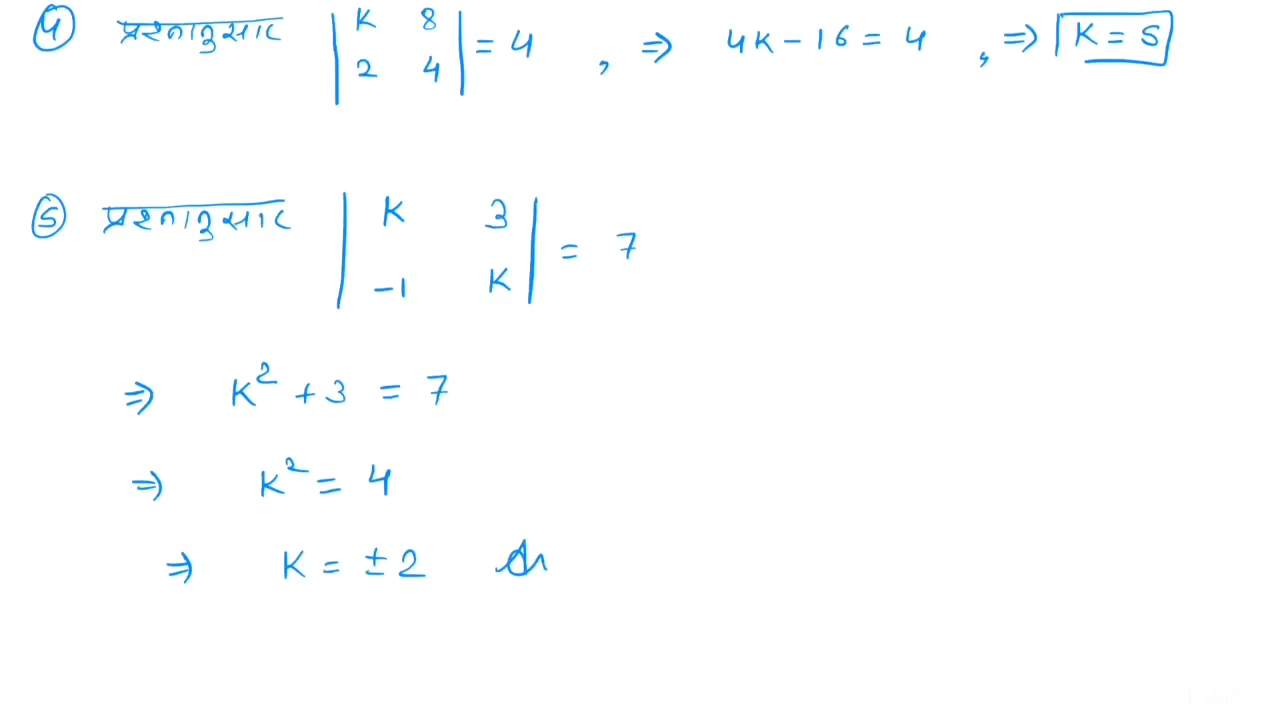 ④ प्रश्नानुसार | K 8 | = 4 , ⇒ 4K - 16 = 4 , ⇒ K = 5
2 4
⑤ प्रश्नानुसार | K 3 | = 7
-1 K
⇒ K² + 3 = 7
⇒ K² = 4
⇒ K = ± 2